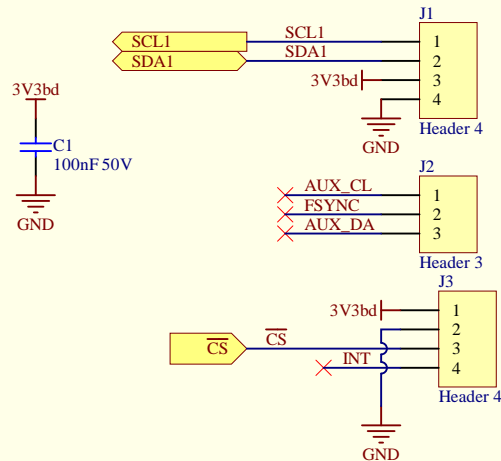 J1
SCL1 SCL1 1
SDA1 SDA1 2
3V3bd 3
4
GND Header 4
3V3bd
C1
100nF 50V
GND
J2
AUX_CL 1
FSYNC 2
AUX_DA 3
Header 3
J3
3V3bd 1
2
CS CS 3
INT 4
Header 4
GND